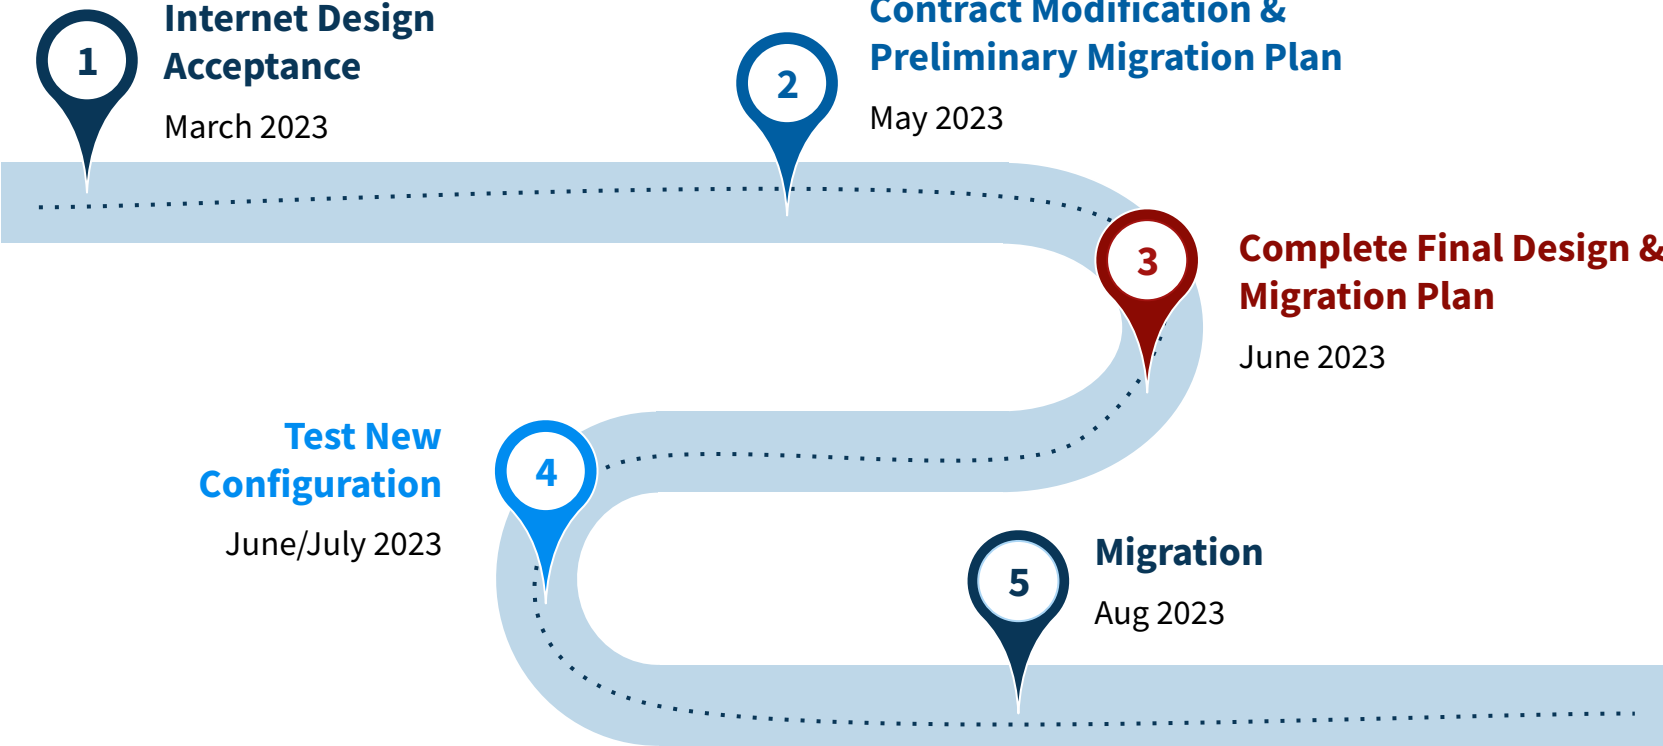 1
Internet Design
Acceptance
March 2023
2
Contract Modification &
Preliminary Migration Plan
May 2023
3
Complete Final Design &
Migration Plan
June 2023
4
Test New
Configuration
June/July 2023
5
Migration
Aug 2023